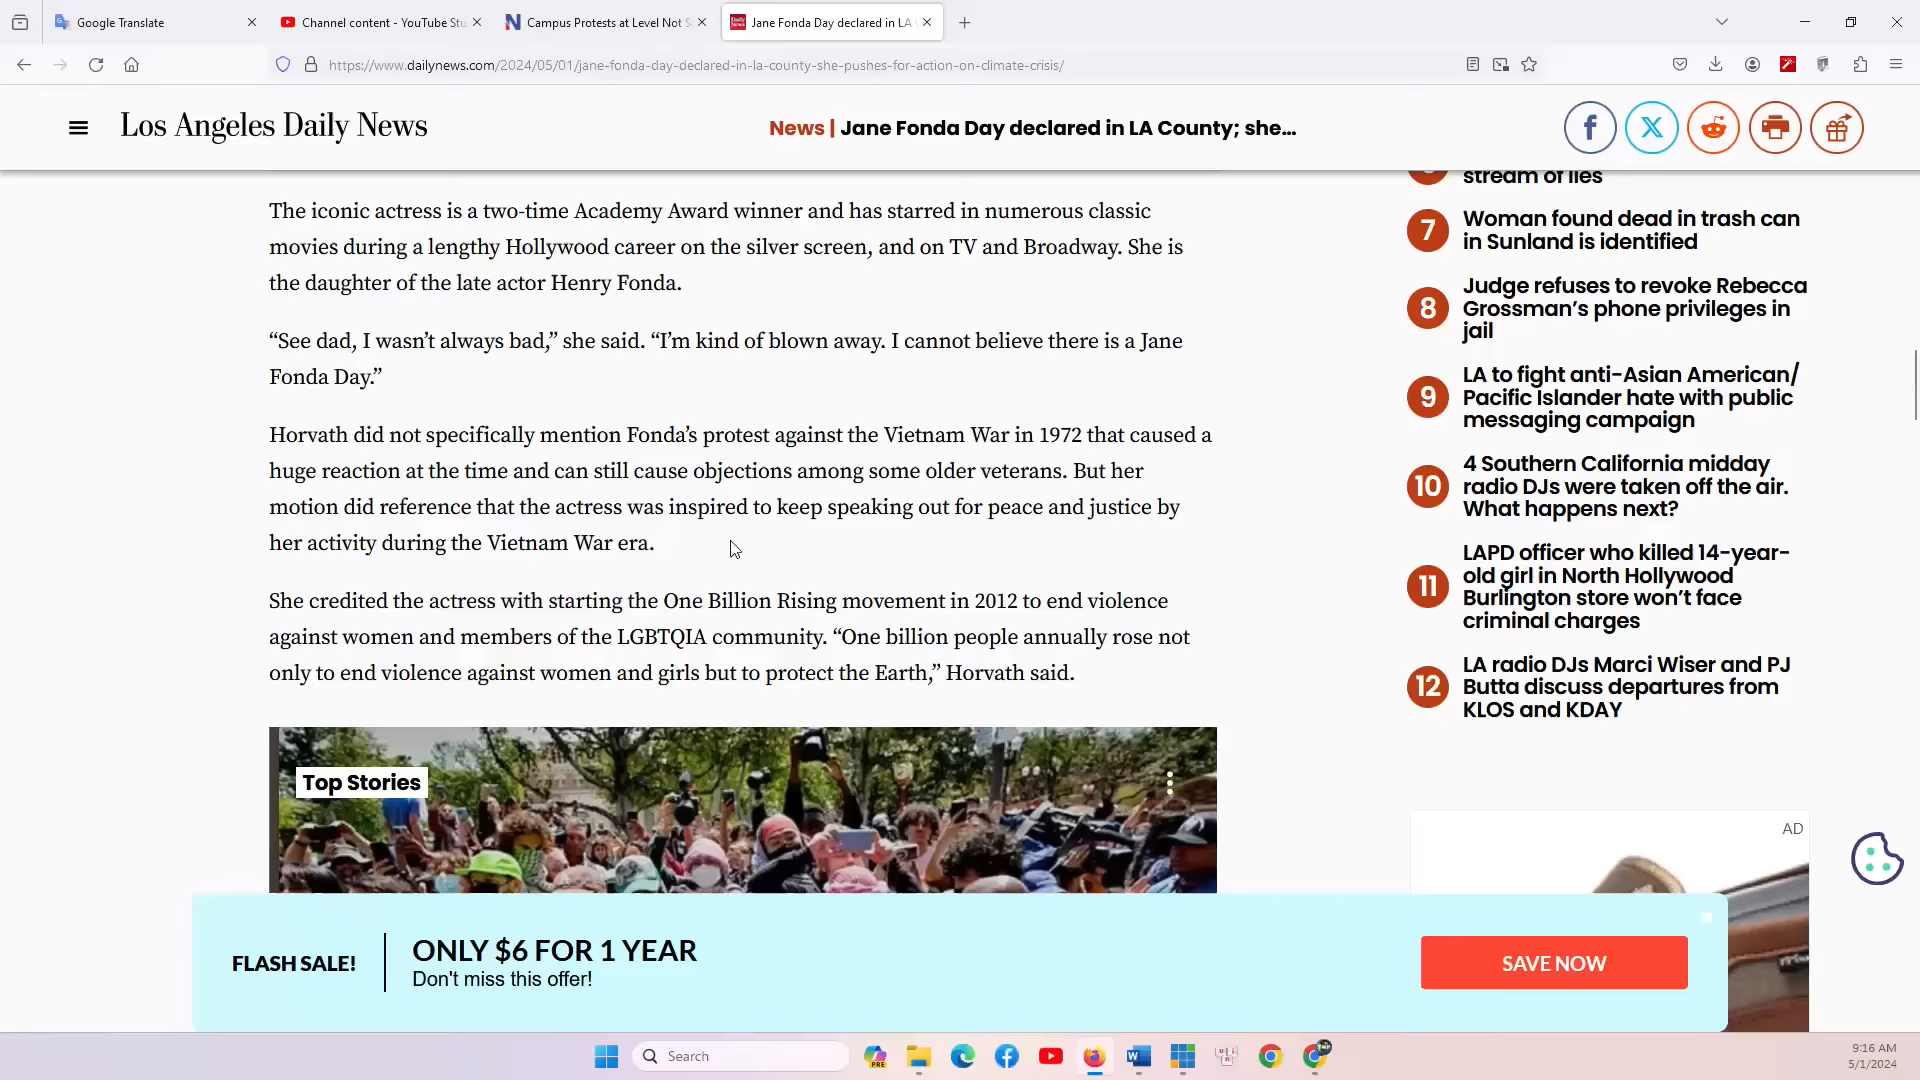 Google Translate
Channel content - YouTube Stu
Campus Protests at Level Not S
Jane Fonda Day declared in LA
https://www.dailynews.com/2024/05/01/jane-fonda-day-declared-in-la-county-she-pushes-for-action-on-climate-crisis/
Los Angeles Daily News
News | Jane Fonda Day declared in LA County; she...
The iconic actress is a two-time Academy Award winner and has starred in numerous classic
movies during a lengthy Hollywood career on the silver screen, and on TV and Broadway. She is
the daughter of the late actor Henry Fonda.
“See dad, I wasn’t always bad,” she said. “I’m kind of blown away. I cannot believe there is a Jane
Fonda Day.”
Horvath did not specifically mention Fonda’s protest against the Vietnam War in 1972 that caused a
huge reaction at the time and can still cause objections among some older veterans. But her
motion did reference that the actress was inspired to keep speaking out for peace and justice by
her activity during the Vietnam War era.
She credited the actress with starting the One Billion Rising movement in 2012 to end violence
against women and members of the LGBTQIA community. “One billion people annually rose not
only to end violence against women and girls but to protect the Earth,” Horvath said.
Top Stories
stream of lies
7
Woman found dead in trash can
in Sunland is identified
8
Judge refuses to revoke Rebecca
Grossman’s phone privileges in
jail
9
LA to fight anti-Asian American/
Pacific Islander hate with public
messaging campaign
10
4 Southern California midday
radio DJs were taken off the air.
What happens next?
11
LAPD officer who killed 14-year-
old girl in North Hollywood
Burlington store won’t face
criminal charges
12
LA radio DJs Marci Wiser and PJ
Butta discuss departures from
KLOS and KDAY
AD
FLASH SALE!
ONLY $6 FOR 1 YEAR
Don't miss this offer!
SAVE NOW
Search
PRE
9:16 AM
5/1/2024